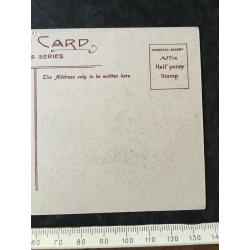 CARD
S SERIES
The Address only to be written here
Affix
Half penny
Stamp
60 70 80 90 100 110 120 130 140